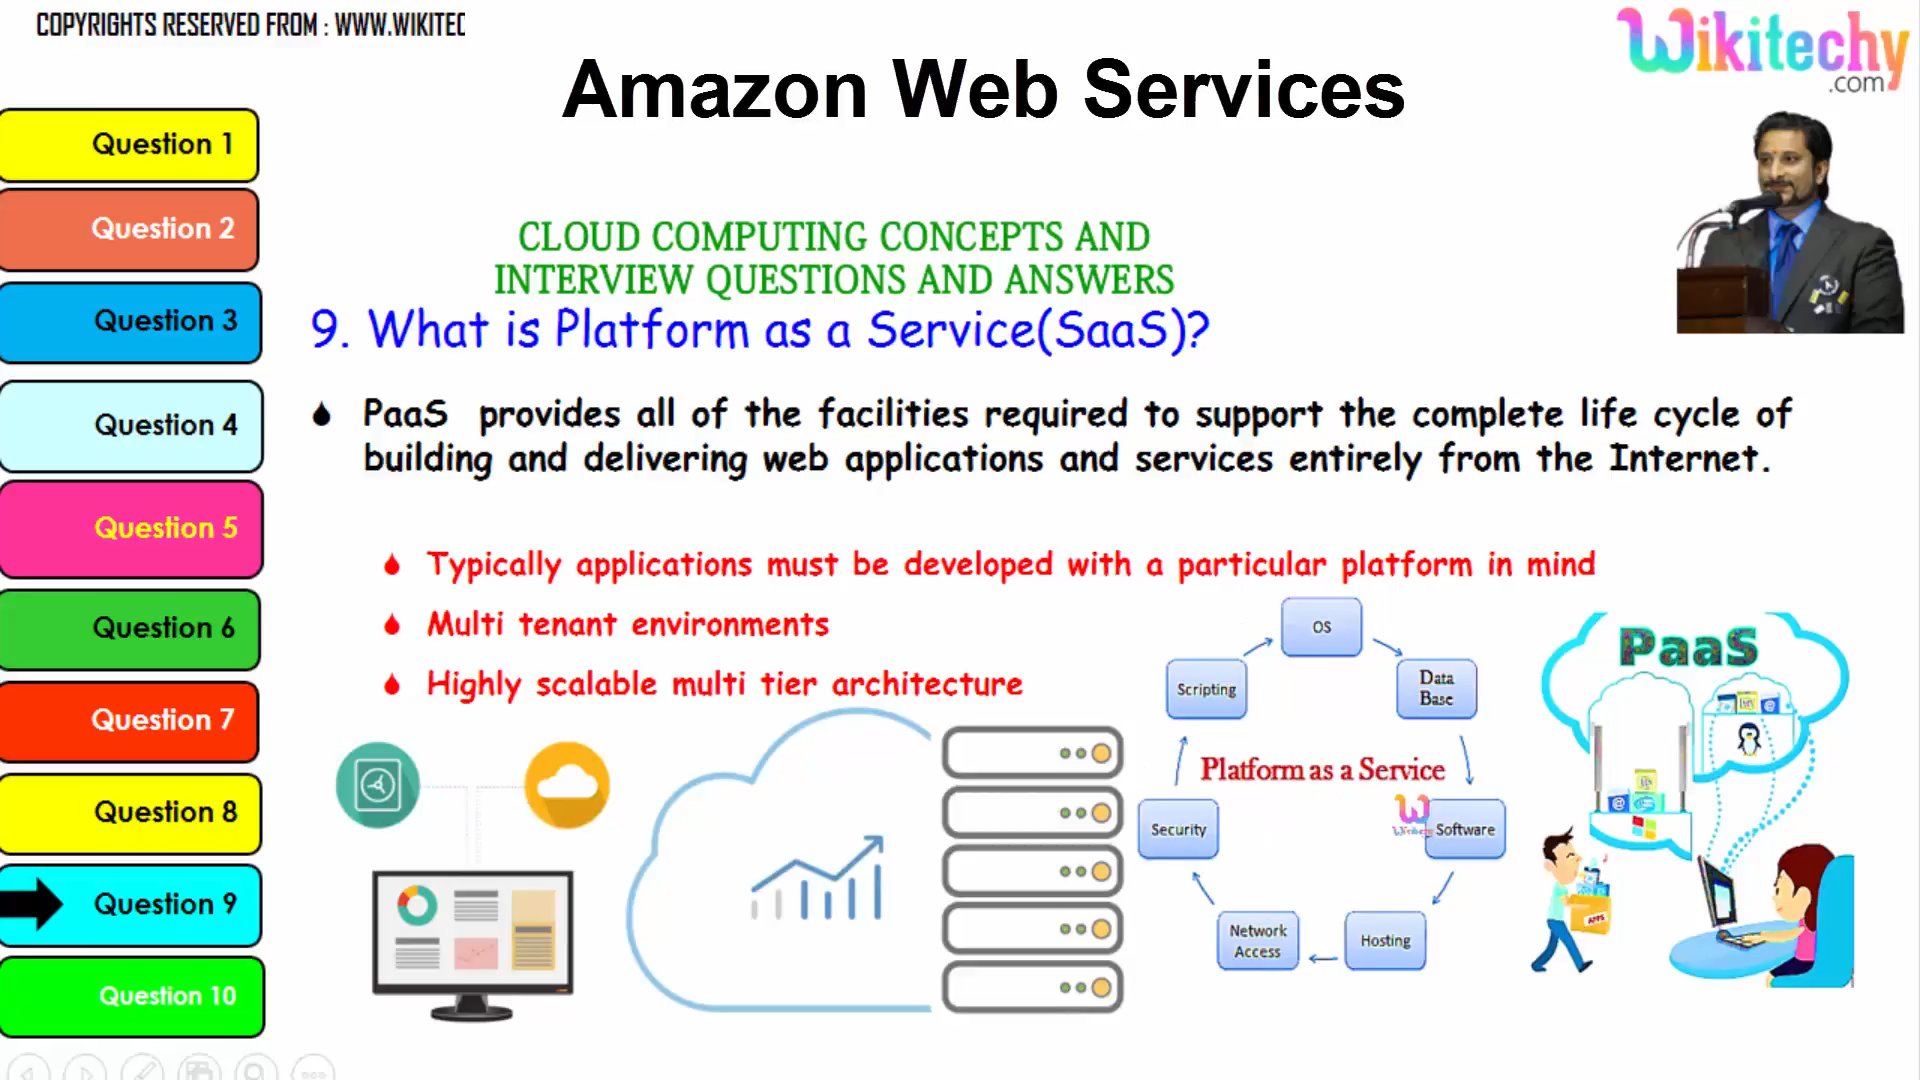 COPYRIGHTS RESERVED FROM : WWW.WIKITEC
Wikitechy
.com
Amazon Web Services
Question 1
Question 2
Question 3
Question 4
Question 5
Question 6
Question 7
Question 8
Question 9
Question 10
CLOUD COMPUTING CONCEPTS AND
INTERVIEW QUESTIONS AND ANSWERS
9. What is Platform as a Service(SaaS)?
PaaS provides all of the facilities required to support the complete life cycle of
building and delivering web applications and services entirely from the Internet.
Typically applications must be developed with a particular platform in mind
Multi tenant environments
Highly scalable multi tier architecture
OS
Data
Base
Software
Hosting
Network
Access
Security
Scripting
Platform as a Service
Wikitechy
PaaS
APPS